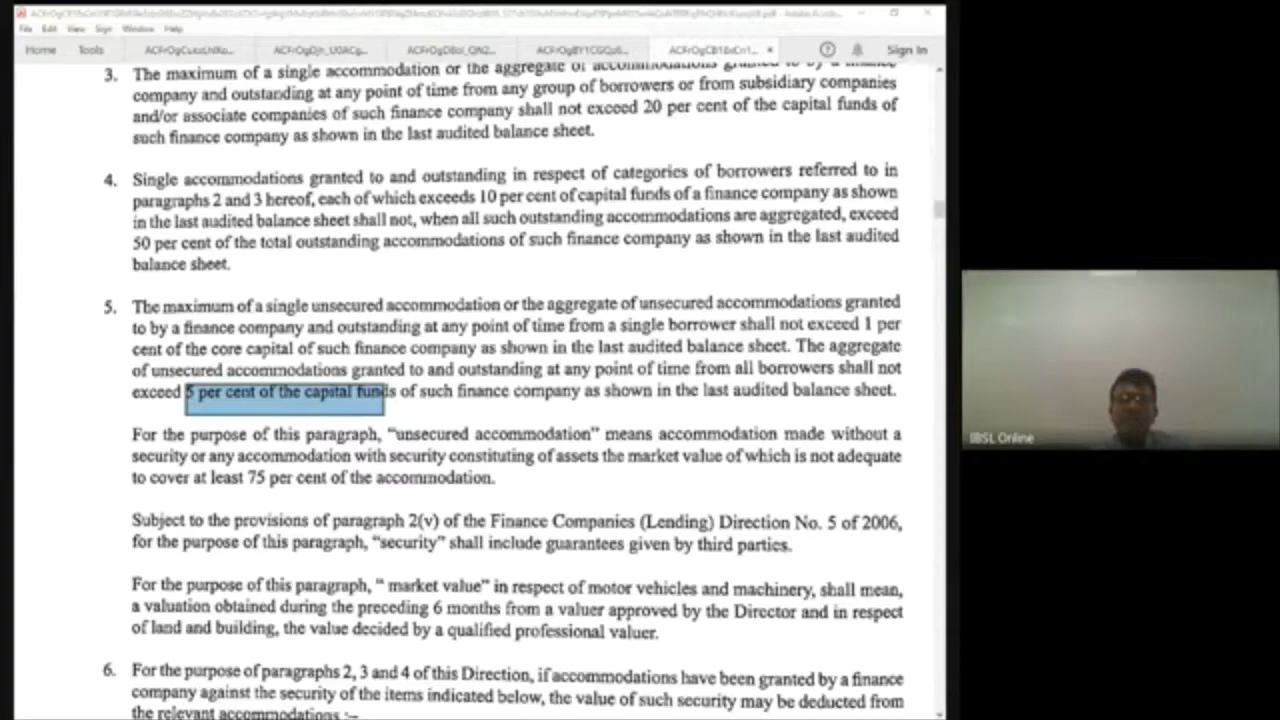 File Edit View Sign Window Help
Home Tools Sign In
3. The maximum of a single accommodation or the aggregate of accommodations granted to by a finance
company and outstanding at any point of time from any group of borrowers or from subsidiary companies
and/or associate companies of such finance company shall not exceed 20 per cent of the capital funds of
such finance company as shown in the last audited balance sheet.
4. Single accommodations granted to and outstanding in respect of categories of borrowers referred to in
paragraphs 2 and 3 hereof, each of which exceeds 10 per cent of capital funds of a finance company as shown
in the last audited balance sheet shall not, when all such outstanding accommodations are aggregated, exceed
50 per cent of the total outstanding accommodations of such finance company as shown in the last audited
balance sheet.
5. The maximum of a single unsecured accommodation or the aggregate of unsecured accommodations granted
to by a finance company and outstanding at any point of time from a single borrower shall not exceed 1 per
cent of the core capital of such finance company as shown in the last audited balance sheet. The aggregate
of unsecured accommodations granted to and outstanding at any point of time from all borrowers shall not
exceed 5 per cent of the capital funds of such finance company as shown in the last audited balance sheet.
For the purpose of this paragraph, “unsecured accommodation” means accommodation made without a
security or any accommodation with security constituting of assets the market value of which is not adequate
to cover at least 75 per cent of the accommodation.
Subject to the provisions of paragraph 2(v) of the Finance Companies (Lending) Direction No. 5 of 2006,
for the purpose of this paragraph, “security” shall include guarantees given by third parties.
For the purpose of this paragraph, “ market value” in respect of motor vehicles and machinery, shall mean,
a valuation obtained during the preceding 6 months from a valuer approved by the Director and in respect
of land and building, the value decided by a qualified professional valuer.
6. For the purpose of paragraphs 2, 3 and 4 of this Direction, if accommodations have been granted by a finance
company against the security of the items indicated below, the value of such security may be deducted from
the relevant accommodations :–
IBSL Online